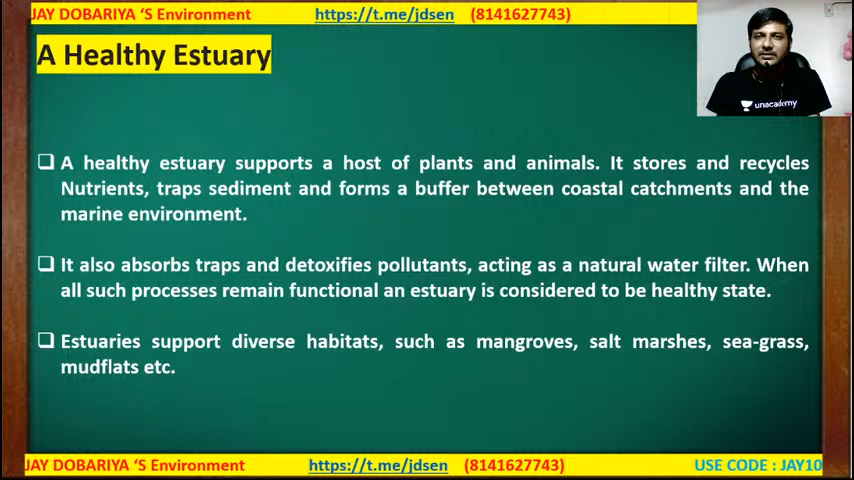 JAY DOBARIYA ‘S Environment https://t.me/jdsen (8141627743)
A Healthy Estuary
unacademy
❑ A healthy estuary supports a host of plants and animals. It stores and recycles
Nutrients, traps sediment and forms a buffer between coastal catchments and the
marine environment.
❑ It also absorbs traps and detoxifies pollutants, acting as a natural water filter. When
all such processes remain functional an estuary is considered to be healthy state.
❑ Estuaries support diverse habitats, such as mangroves, salt marshes, sea-grass,
mudflats etc.
JAY DOBARIYA ‘S Environment https://t.me/jdsen (8141627743) USE CODE : JAY10